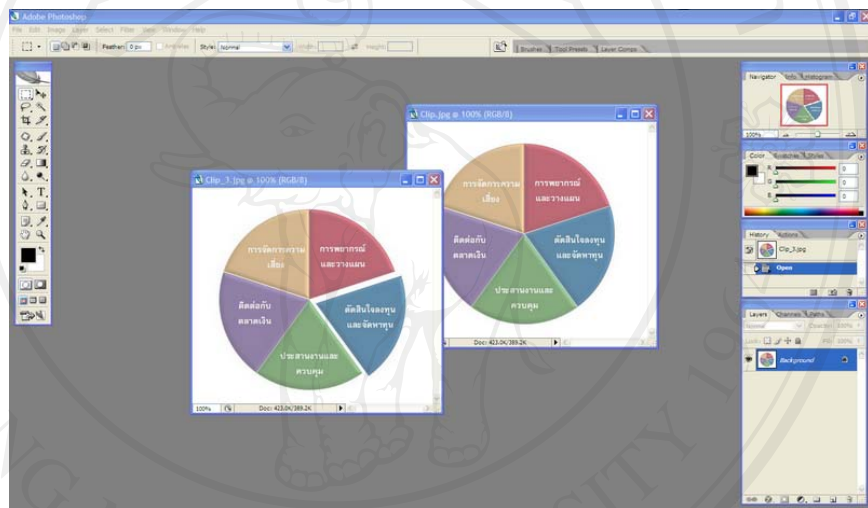 Adobe Photoshop
File Edit Image Layer Select Filter View Window Help
Feather: 0 px Anti-alias Style: Normal Width: Height:
Brushes Tool Presets Layer Comps
Navigator Info Histogram
100%
Color Swatches Styles
R 0
G 0
B 0
History Actions
Clip_3.jpg
Open
Layers Channels Paths
Normal Opacity: 100%
Lock: Fill: 100%
Background
Clip.jpg @ 100% (RGB/8)
การจัดการความ
เสี่ยง
การพยากรณ์
และวางแผน
ติดต่อกับ
ตลาดเงิน
ตัดสินใจลงทุน
และจัดหาทุน
ประสานงานและ
ควบคุม
Doc: 423.0K/389.2K
Clip_3.jpg @ 100% (RGB/8)
การจัดการความ
เสี่ยง
การพยากรณ์
และวางแผน
ติดต่อกับ
ตลาดเงิน
ตัดสินใจลงทุน
และจัดหาทุน
ประสานงานและ
ควบคุม
100% Doc: 423.0K/389.2K